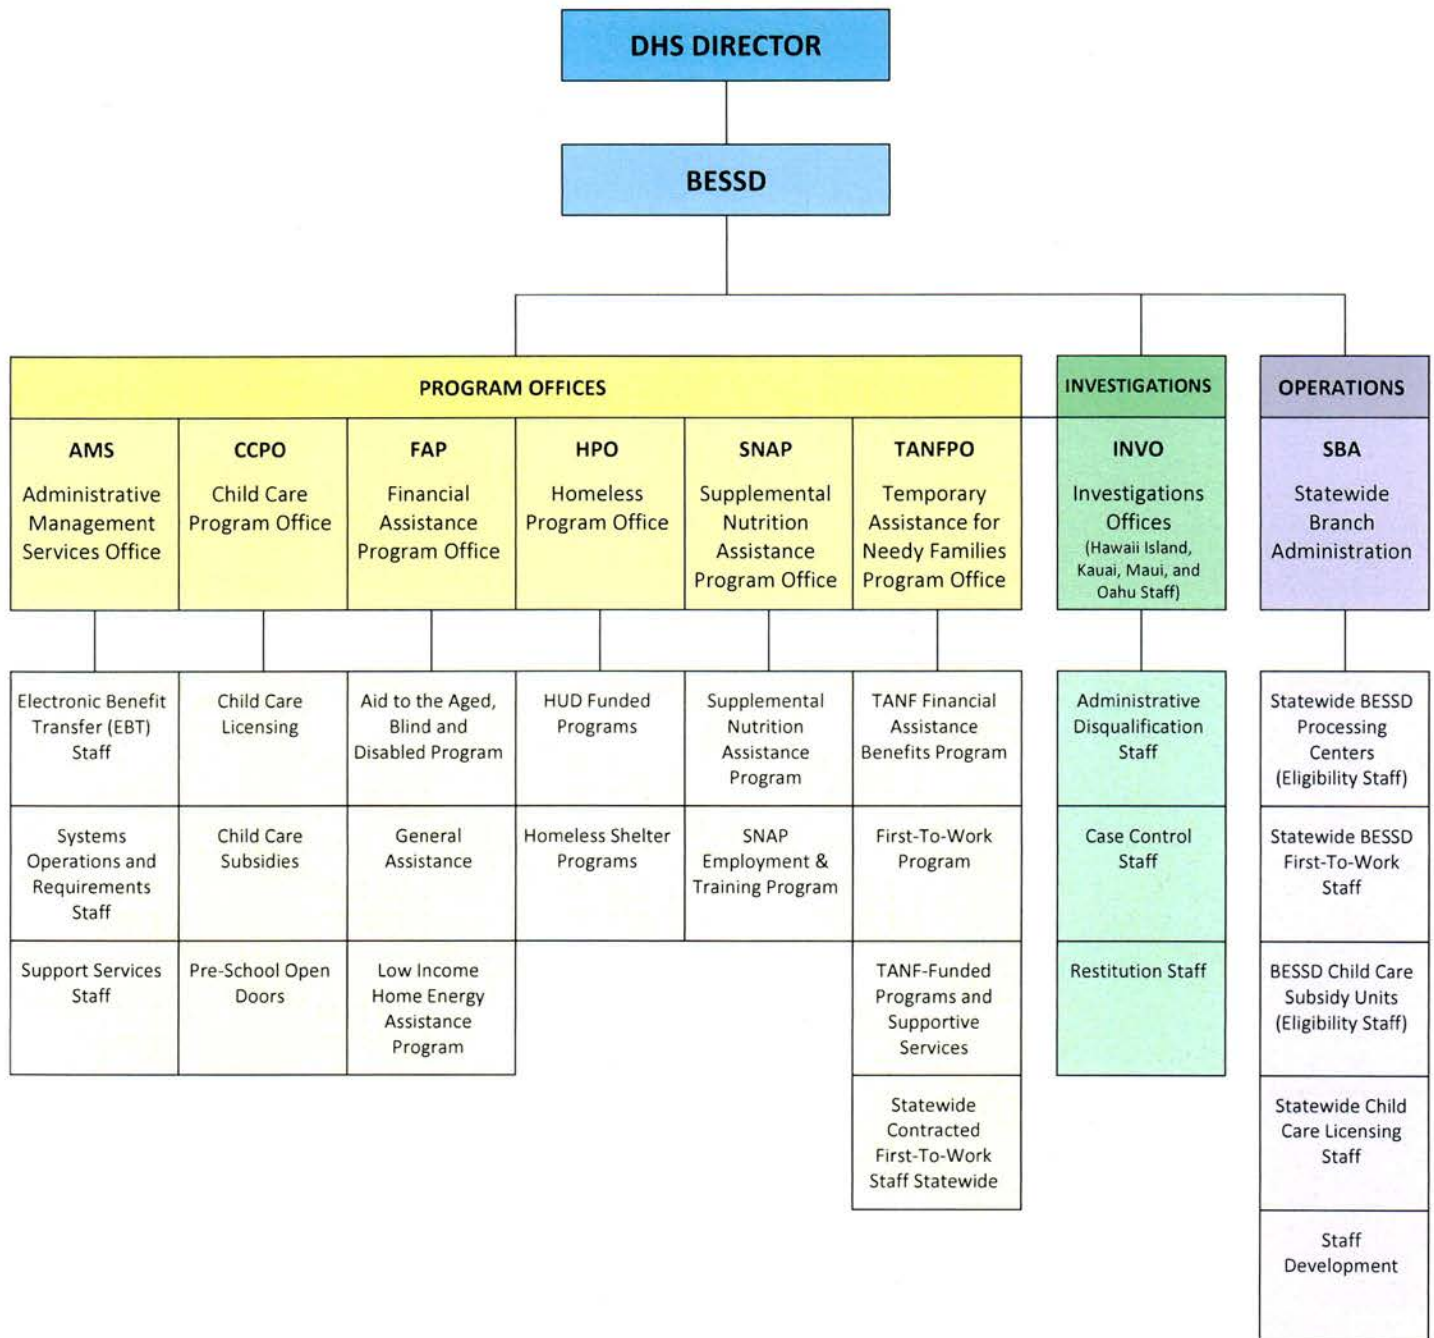 DHS DIRECTOR
BESSD
PROGRAM OFFICES
INVESTIGATIONS
OPERATIONS
AMS
Administrative
Management
Services Office
CCPO
Child Care
Program Office
FAP
Financial
Assistance
Program Office
HPO
Homeless
Program Office
SNAP
Supplemental
Nutrition
Assistance
Program Office
TANFPO
Temporary
Assistance for
Needy Families
Program Office
INVO
Investigations
Offices
(Hawaii Island,
Kauai, Maui, and
Oahu Staff)
SBA
Statewide
Branch
Administration
Electronic Benefit
Transfer (EBT)
Staff
Child Care
Licensing
Aid to the Aged,
Blind and
Disabled Program
HUD Funded
Programs
Supplemental
Nutrition
Assistance
Program
TANF Financial
Assistance
Benefits Program
Administrative
Disqualification
Staff
Statewide BESSD
Processing
Centers
(Eligibility Staff)
Systems
Operations and
Requirements
Staff
Child Care
Subsidies
General
Assistance
Homeless Shelter
Programs
SNAP
Employment &
Training Program
First-To-Work
Program
Case Control
Staff
Statewide BESSD
First-To-Work
Staff
Support Services
Staff
Pre-School Open
Doors
Low Income
Home Energy
Assistance
Program
TANF-Funded
Programs and
Supportive
Services
Restitution Staff
BESSD Child Care
Subsidy Units
(Eligibility Staff)
Statewide
Contracted
First-To-Work
Staff Statewide
Statewide Child
Care Licensing
Staff
Staff
Development